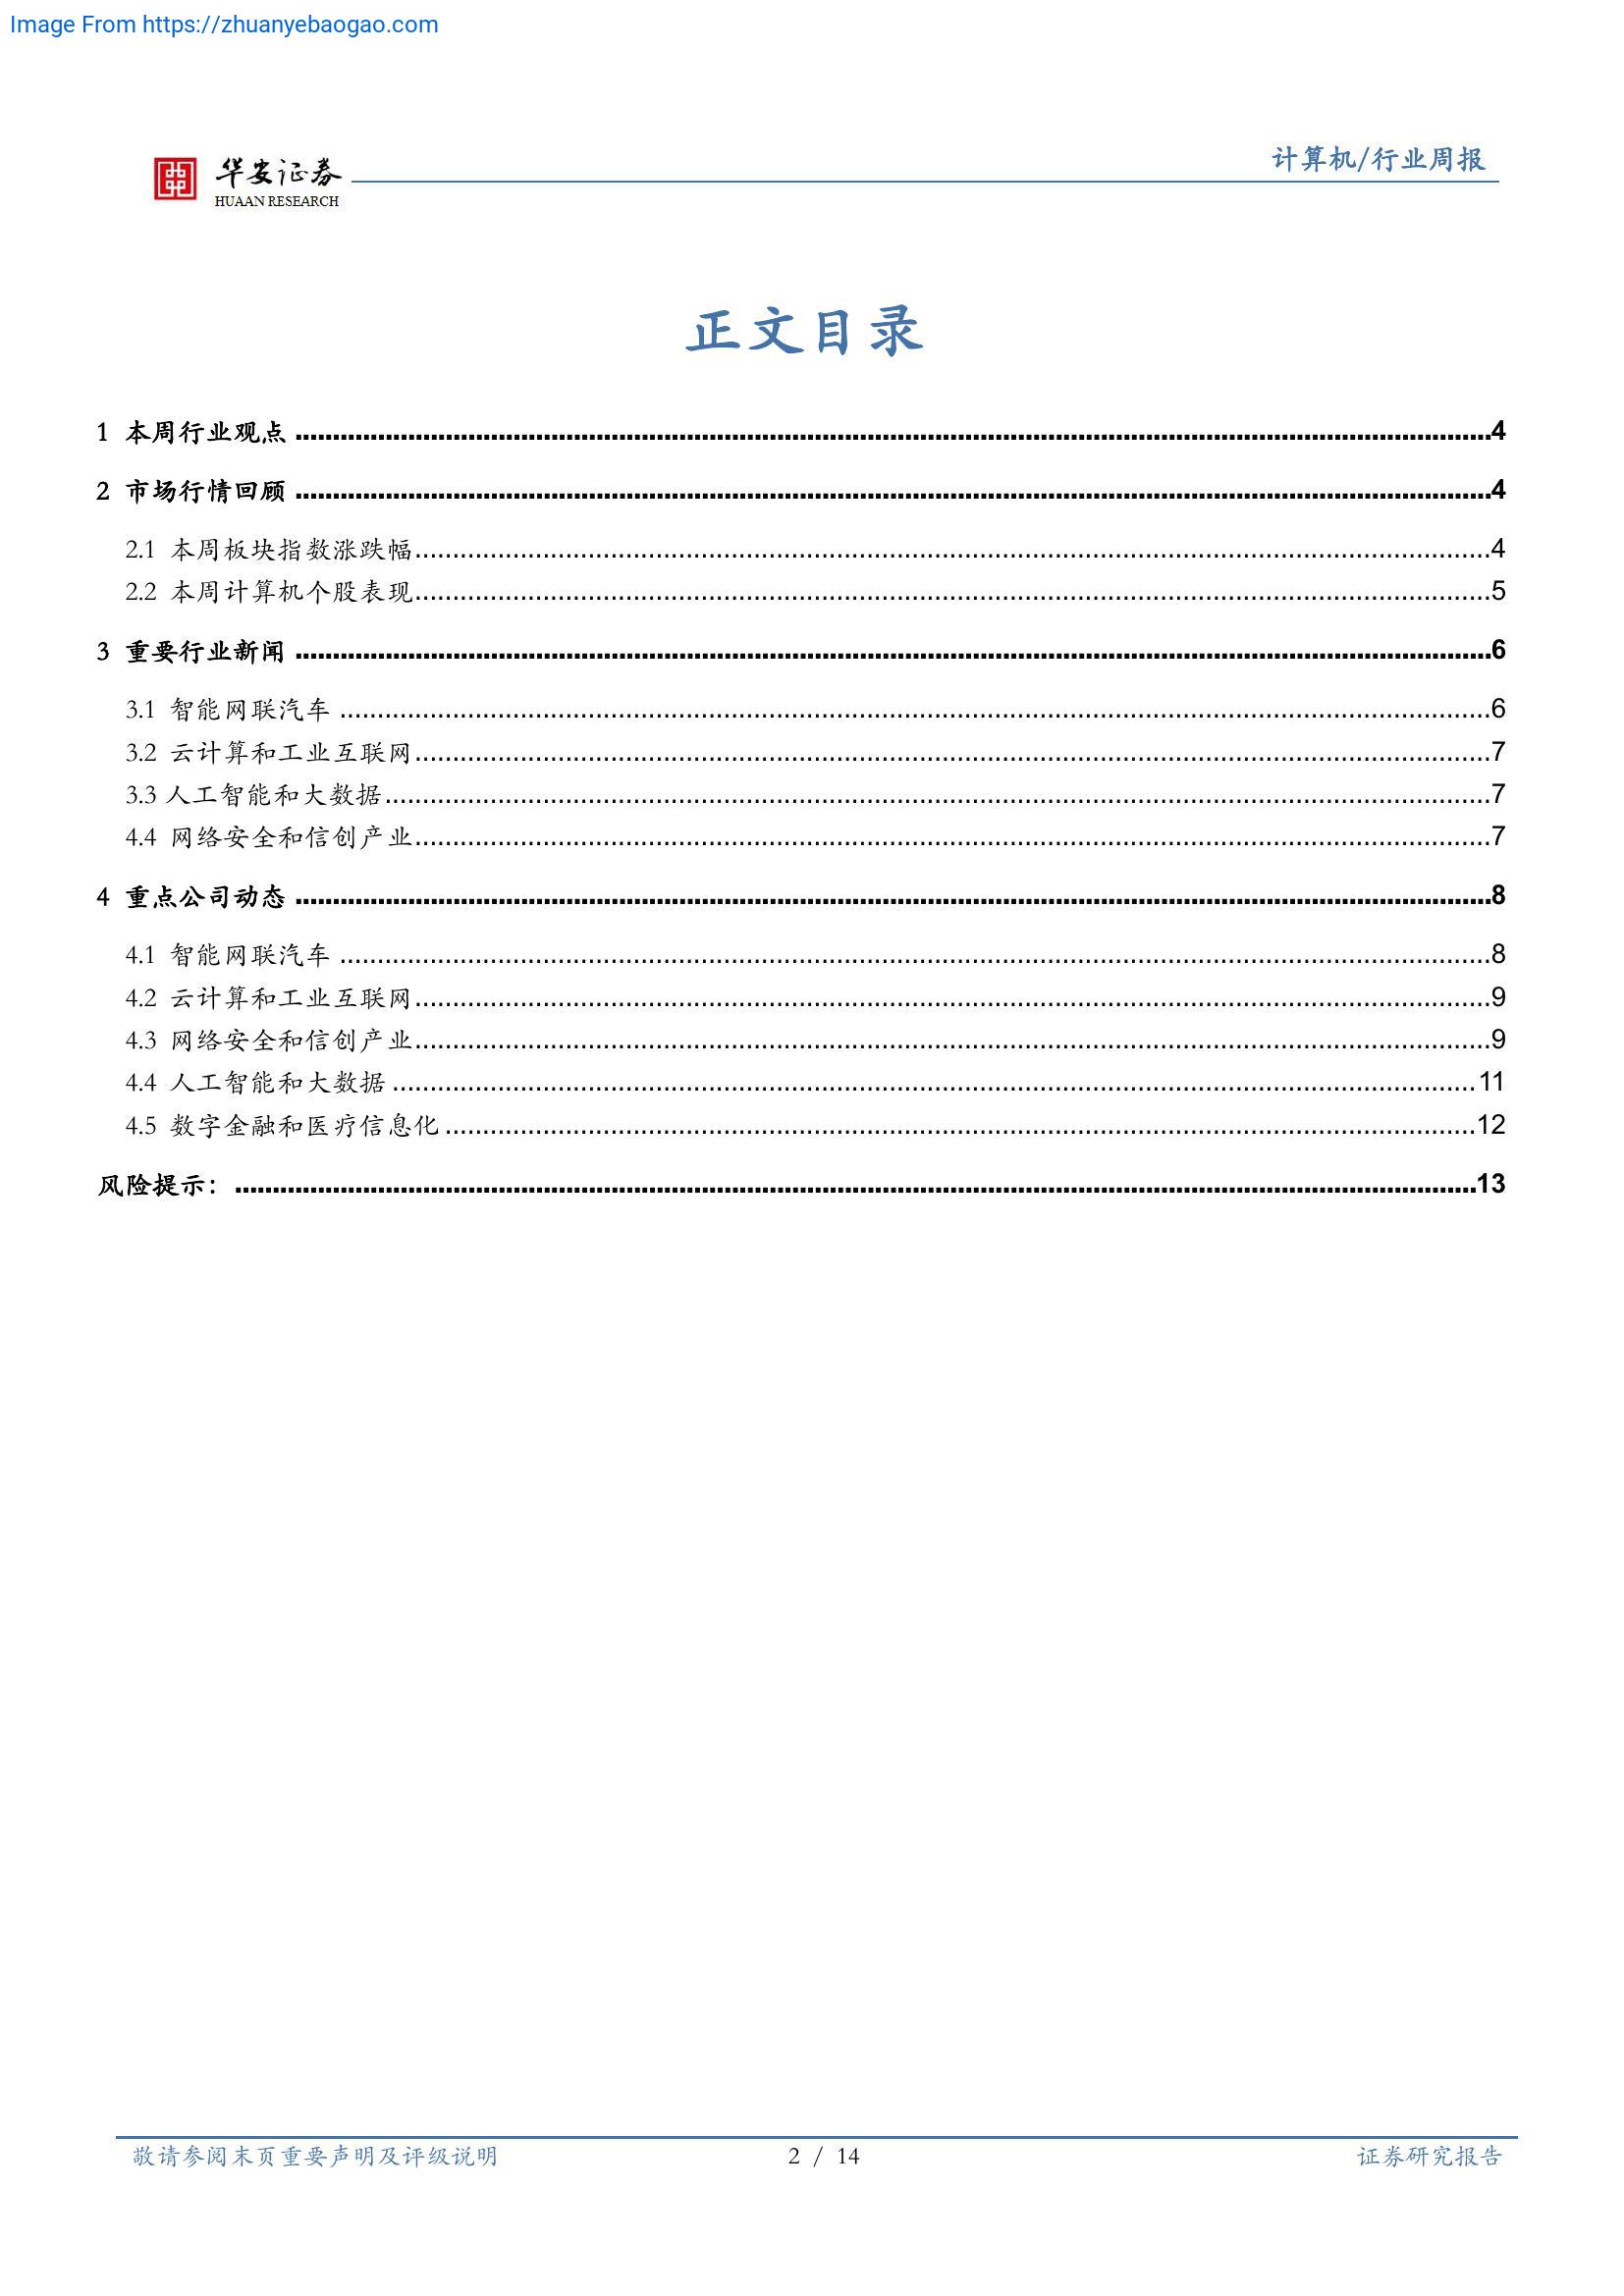 Image From https://zhuanyebaogao.com
华安证券
HUAAN RESEARCH
计算机/行业周报
正文目录
1 本周行业观点 ................................................................ 4
2 市场行情回顾 ................................................................ 4
2.1 本周板块指数涨跌幅 ................................................................ 4
2.2 本周计算机个股表现 ................................................................ 5
3 重要行业新闻 ................................................................ 6
3.1 智能网联汽车 ................................................................ 6
3.2 云计算和工业互联网 ................................................................ 7
3.3 人工智能和大数据 ................................................................ 7
4.4 网络安全和信创产业 ................................................................ 7
4 重点公司动态 ................................................................ 8
4.1 智能网联汽车 ................................................................ 8
4.2 云计算和工业互联网 ................................................................ 9
4.3 网络安全和信创产业 ................................................................ 9
4.4 人工智能和大数据 ................................................................ 11
4.5 数字金融和医疗信息化 ................................................................ 12
风险提示： ................................................................ 13
敬请参阅末页重要声明及评级说明
2 / 14
证券研究报告